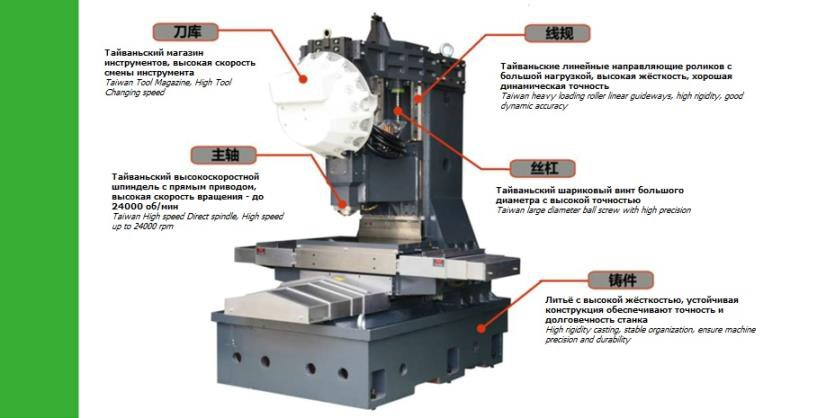 刀库
Тайваньский магазин
инструментов, высокая скорость
смены инструмента
Taiwan Tool Magazine, High Tool
Changing speed
线规
Тайваньские линейные направляющие роликов с
большой нагрузкой, высокая жёсткость, хорошая
динамическая точность
Taiwan heavy loading roller linear guideways, high rigidity, good
dynamic accuracy
主轴
Тайваньский высокоскоростной
шпиндель с прямым приводом,
высокая скорость вращения - до
24000 об/мин
Taiwan High speed Direct spindle, High speed
up to 24000 rpm
丝杠
Тайваньский шариковый винт большого
диаметра с высокой точностью
Taiwan large diameter ball screw with high precision
铸件
Литьё с высокой жёсткостью, устойчивая
конструкция обеспечивают точность и
долговечность станка
High rigidity casting, stable organization, ensure machine
precision and durability